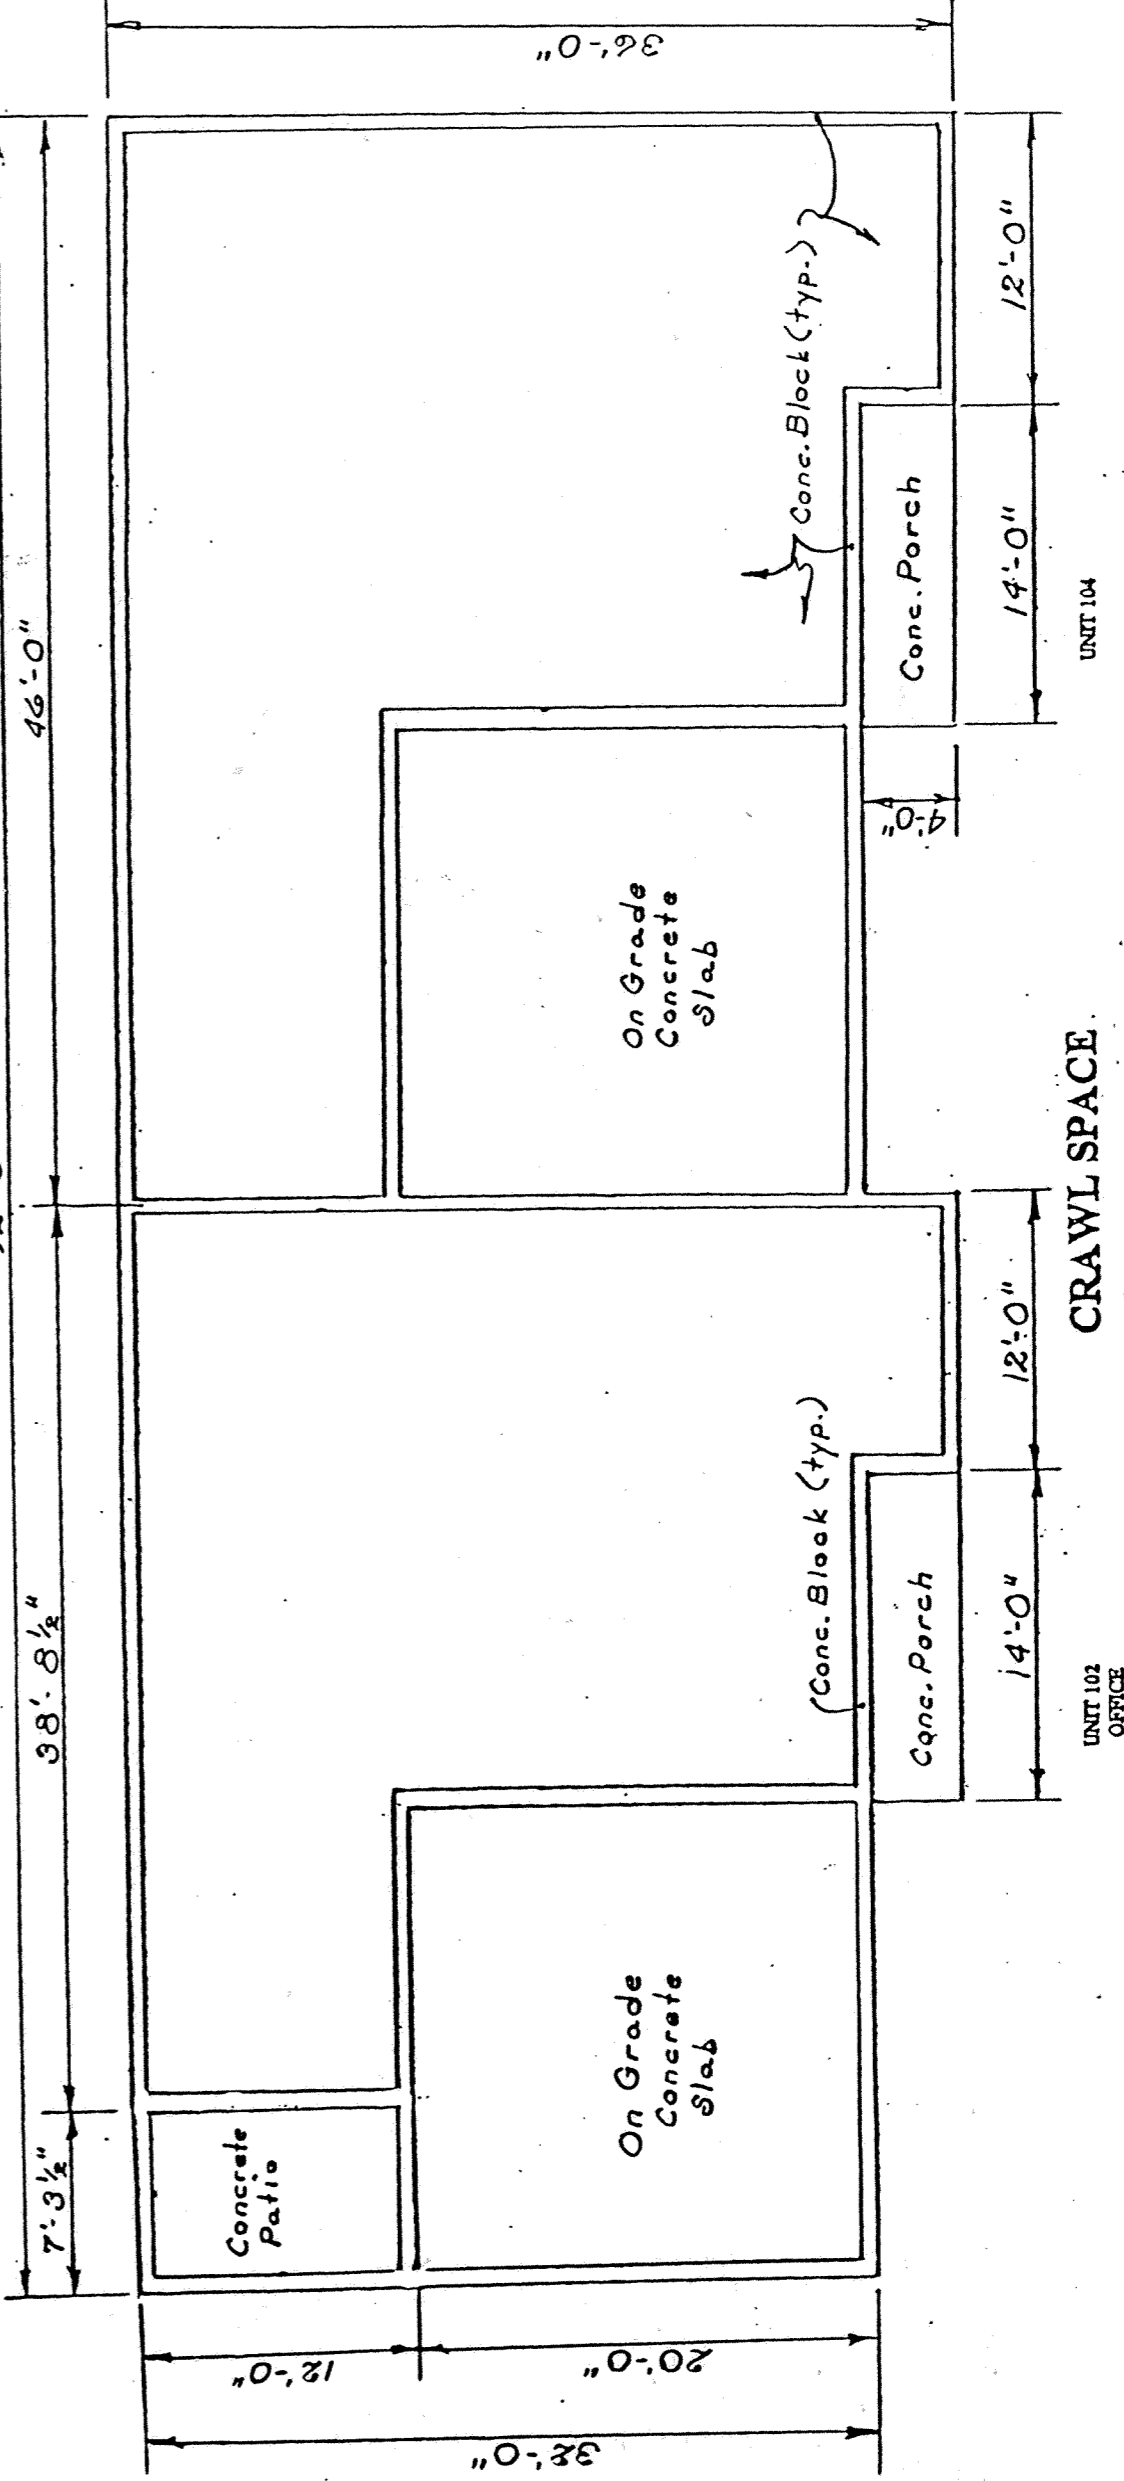 46'-0"
38'-8½"
7'-3½"
36'-0"
Concrete
Patio
On Grade
Concrete
Slab
On Grade
Concrete
Slab
Conc. Block (typ.)
Conc. Block (typ.)
Conc. Porch
Conc. Porch
12'-0"
20'-0"
32'-0"
4'-0"
14'-0"
12'-0"
14'-0"
12'-0"
UNIT 102
OFFICE
CRAWL SPACE
UNIT 104